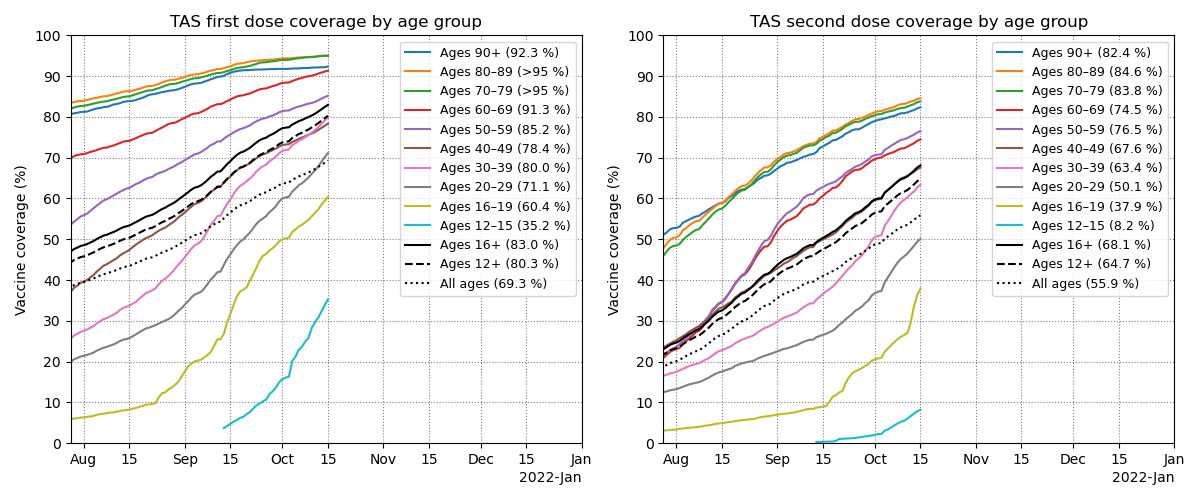 TAS first dose coverage by age group
Vaccine coverage (%)
100
90
80
70
60
50
40
30
20
10
0
Ages 90+ (92.3 %)
Ages 80–89 (>95 %)
Ages 70–79 (>95 %)
Ages 60–69 (91.3 %)
Ages 50–59 (85.2 %)
Ages 40–49 (78.4 %)
Ages 30–39 (80.0 %)
Ages 20–29 (71.1 %)
Ages 16–19 (60.4 %)
Ages 12–15 (35.2 %)
Ages 16+ (83.0 %)
Ages 12+ (80.3 %)
All ages (69.3 %)
Aug 15 Sep 15 Oct 15 Nov 15 Dec 15 Jan
2022-Jan
TAS second dose coverage by age group
Vaccine coverage (%)
100
90
80
70
60
50
40
30
20
10
0
Ages 90+ (82.4 %)
Ages 80–89 (84.6 %)
Ages 70–79 (83.8 %)
Ages 60–69 (74.5 %)
Ages 50–59 (76.5 %)
Ages 40–49 (67.6 %)
Ages 30–39 (63.4 %)
Ages 20–29 (50.1 %)
Ages 16–19 (37.9 %)
Ages 12–15 (8.2 %)
Ages 16+ (68.1 %)
Ages 12+ (64.7 %)
All ages (55.9 %)
Aug 15 Sep 15 Oct 15 Nov 15 Dec 15 Jan
2022-Jan